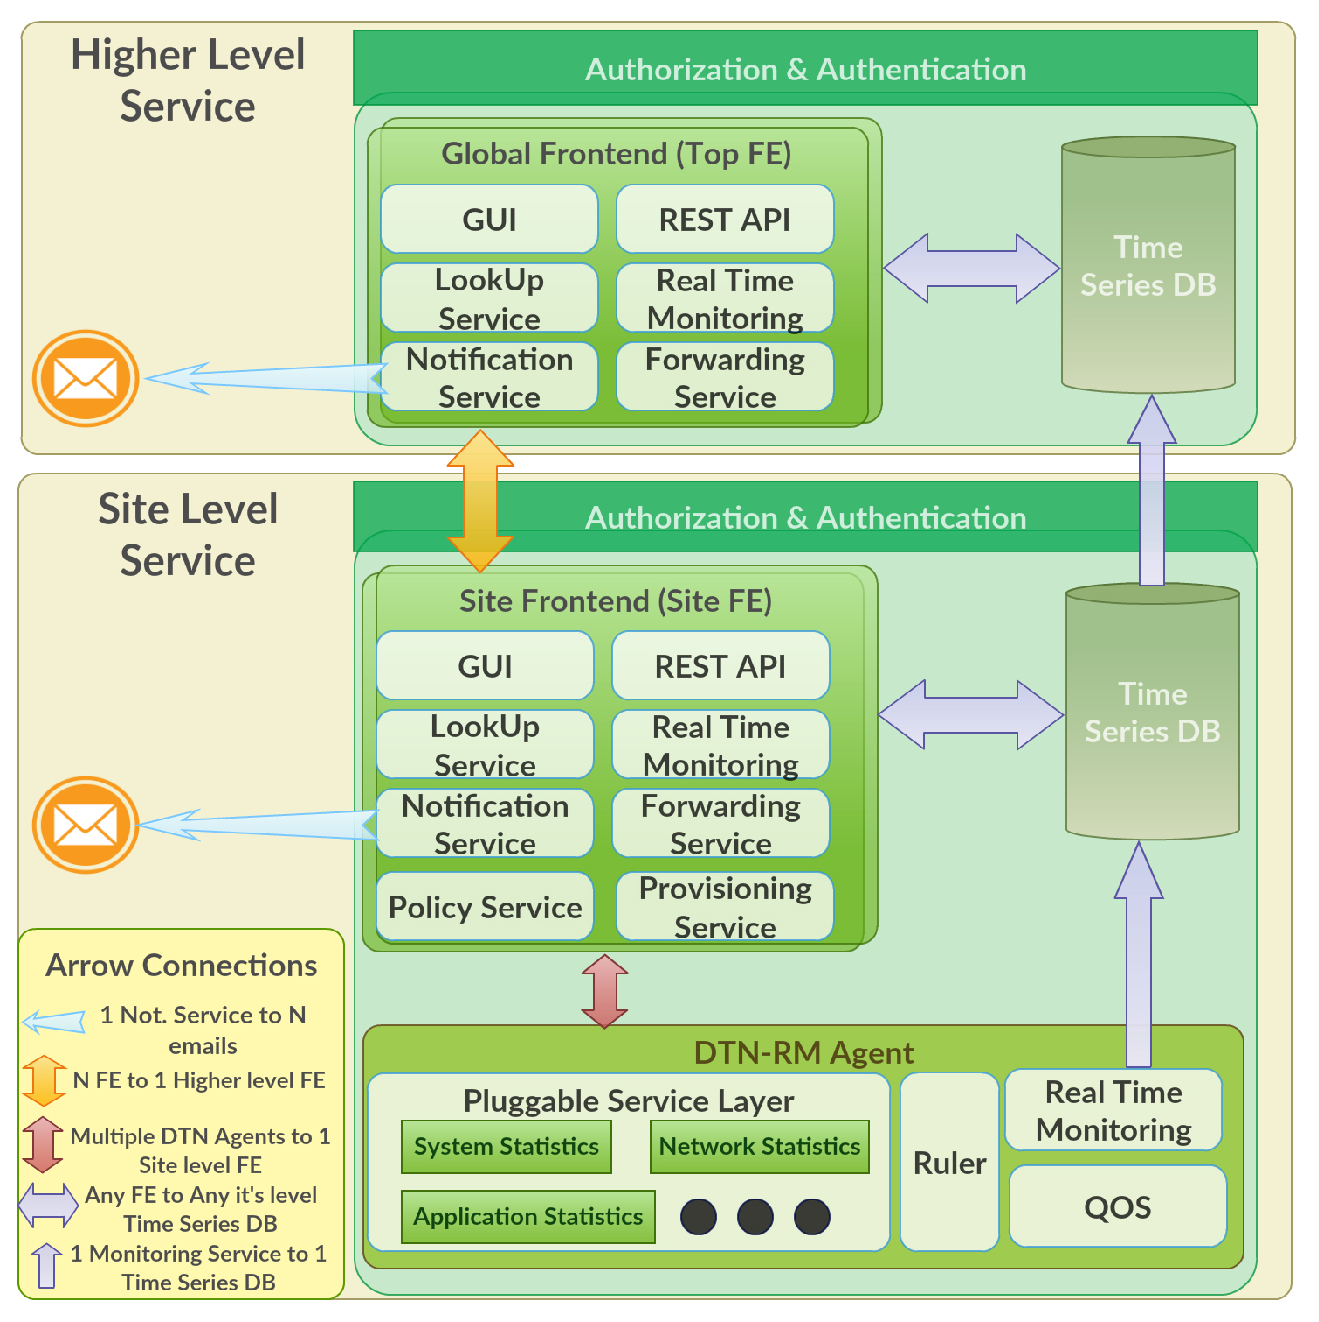 Higher Level
Service
Authorization & Authentication
Global Frontend (Top FE)
GUI
REST API
LookUp
Service
Real Time
Monitoring
Notification
Service
Forwarding
Service
Time
Series DB
Site Level
Service
Authorization & Authentication
Site Frontend (Site FE)
GUI
REST API
LookUp
Service
Real Time
Monitoring
Notification
Service
Forwarding
Service
Policy Service
Provisioning
Service
Time
Series DB
Arrow Connections
1 Not. Service to N
emails
N FE to 1 Higher level FE
Multiple DTN Agents to 1
Site level FE
Any FE to Any it's level
Time Series DB
1 Monitoring Service to 1
Time Series DB
DTN-RM Agent
Pluggable Service Layer
System Statistics
Network Statistics
Application Statistics
Ruler
Real Time
Monitoring
QOS